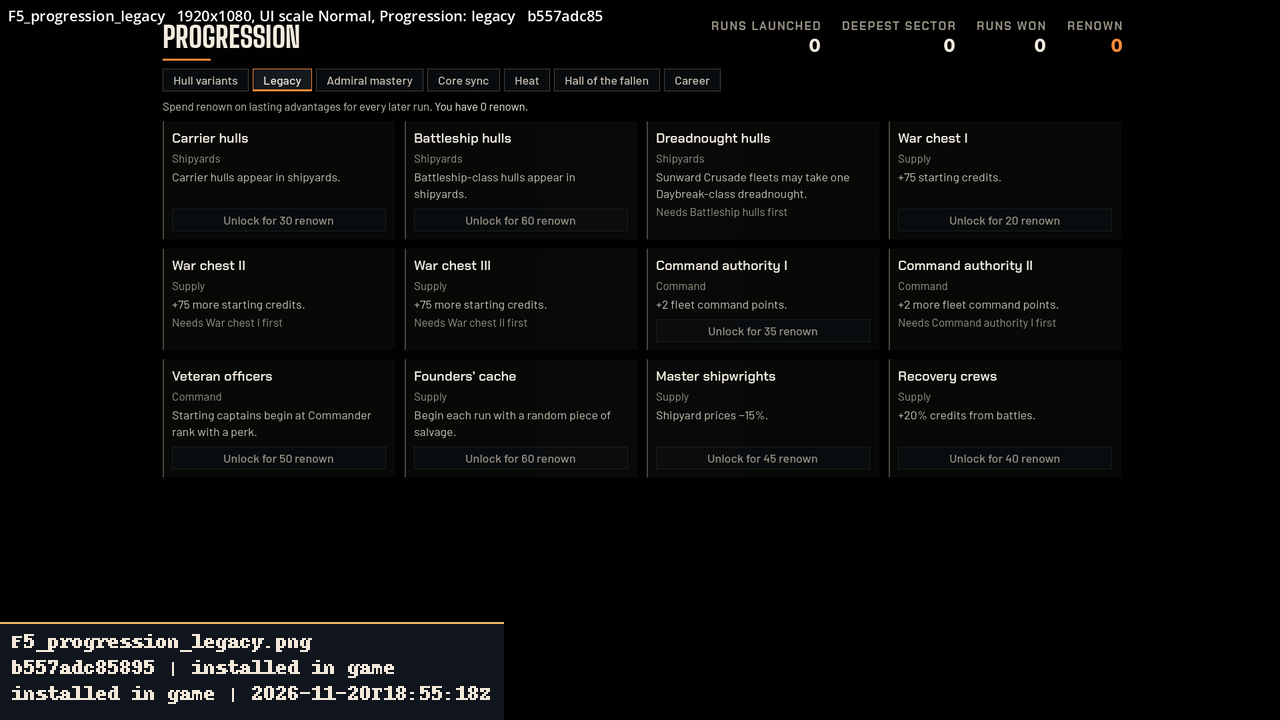 F5_progression_legacy 1920x1080, UI scale Normal, Progression: legacy b557adc85
PROGRESSION
RUNS LAUNCHED DEEPEST SECTOR RUNS WON RENOWN
0 0 0 0
Hull variants Legacy Admiral mastery Core sync Heat Hall of the fallen Career
Spend renown on lasting advantages for every later run. You have 0 renown.
Carrier hulls
Shipyards
Carrier hulls appear in shipyards.
Unlock for 30 renown
Battleship hulls
Shipyards
Battleship-class hulls appear in
shipyards.
Unlock for 60 renown
Dreadnought hulls
Shipyards
Sunward Crusade fleets may take one
Daybreak-class dreadnought.
Needs Battleship hulls first
War chest I
Supply
+75 starting credits.
Unlock for 20 renown
War chest II
Supply
+75 more starting credits.
Needs War chest I first
War chest III
Supply
+75 more starting credits.
Needs War chest II first
Command authority I
Command
+2 fleet command points.
Unlock for 35 renown
Command authority II
Command
+2 more fleet command points.
Needs Command authority I first
Veteran officers
Command
Starting captains begin at Commander
rank with a perk.
Unlock for 50 renown
Founders' cache
Supply
Begin each run with a random piece of
salvage.
Unlock for 60 renown
Master shipwrights
Supply
Shipyard prices −15%.
Unlock for 45 renown
Recovery crews
Supply
+20% credits from battles.
Unlock for 40 renown
F5_progression_legacy.png
b557adc85895 | installed in game
installed in game | 2026-11-20T18:55:18Z